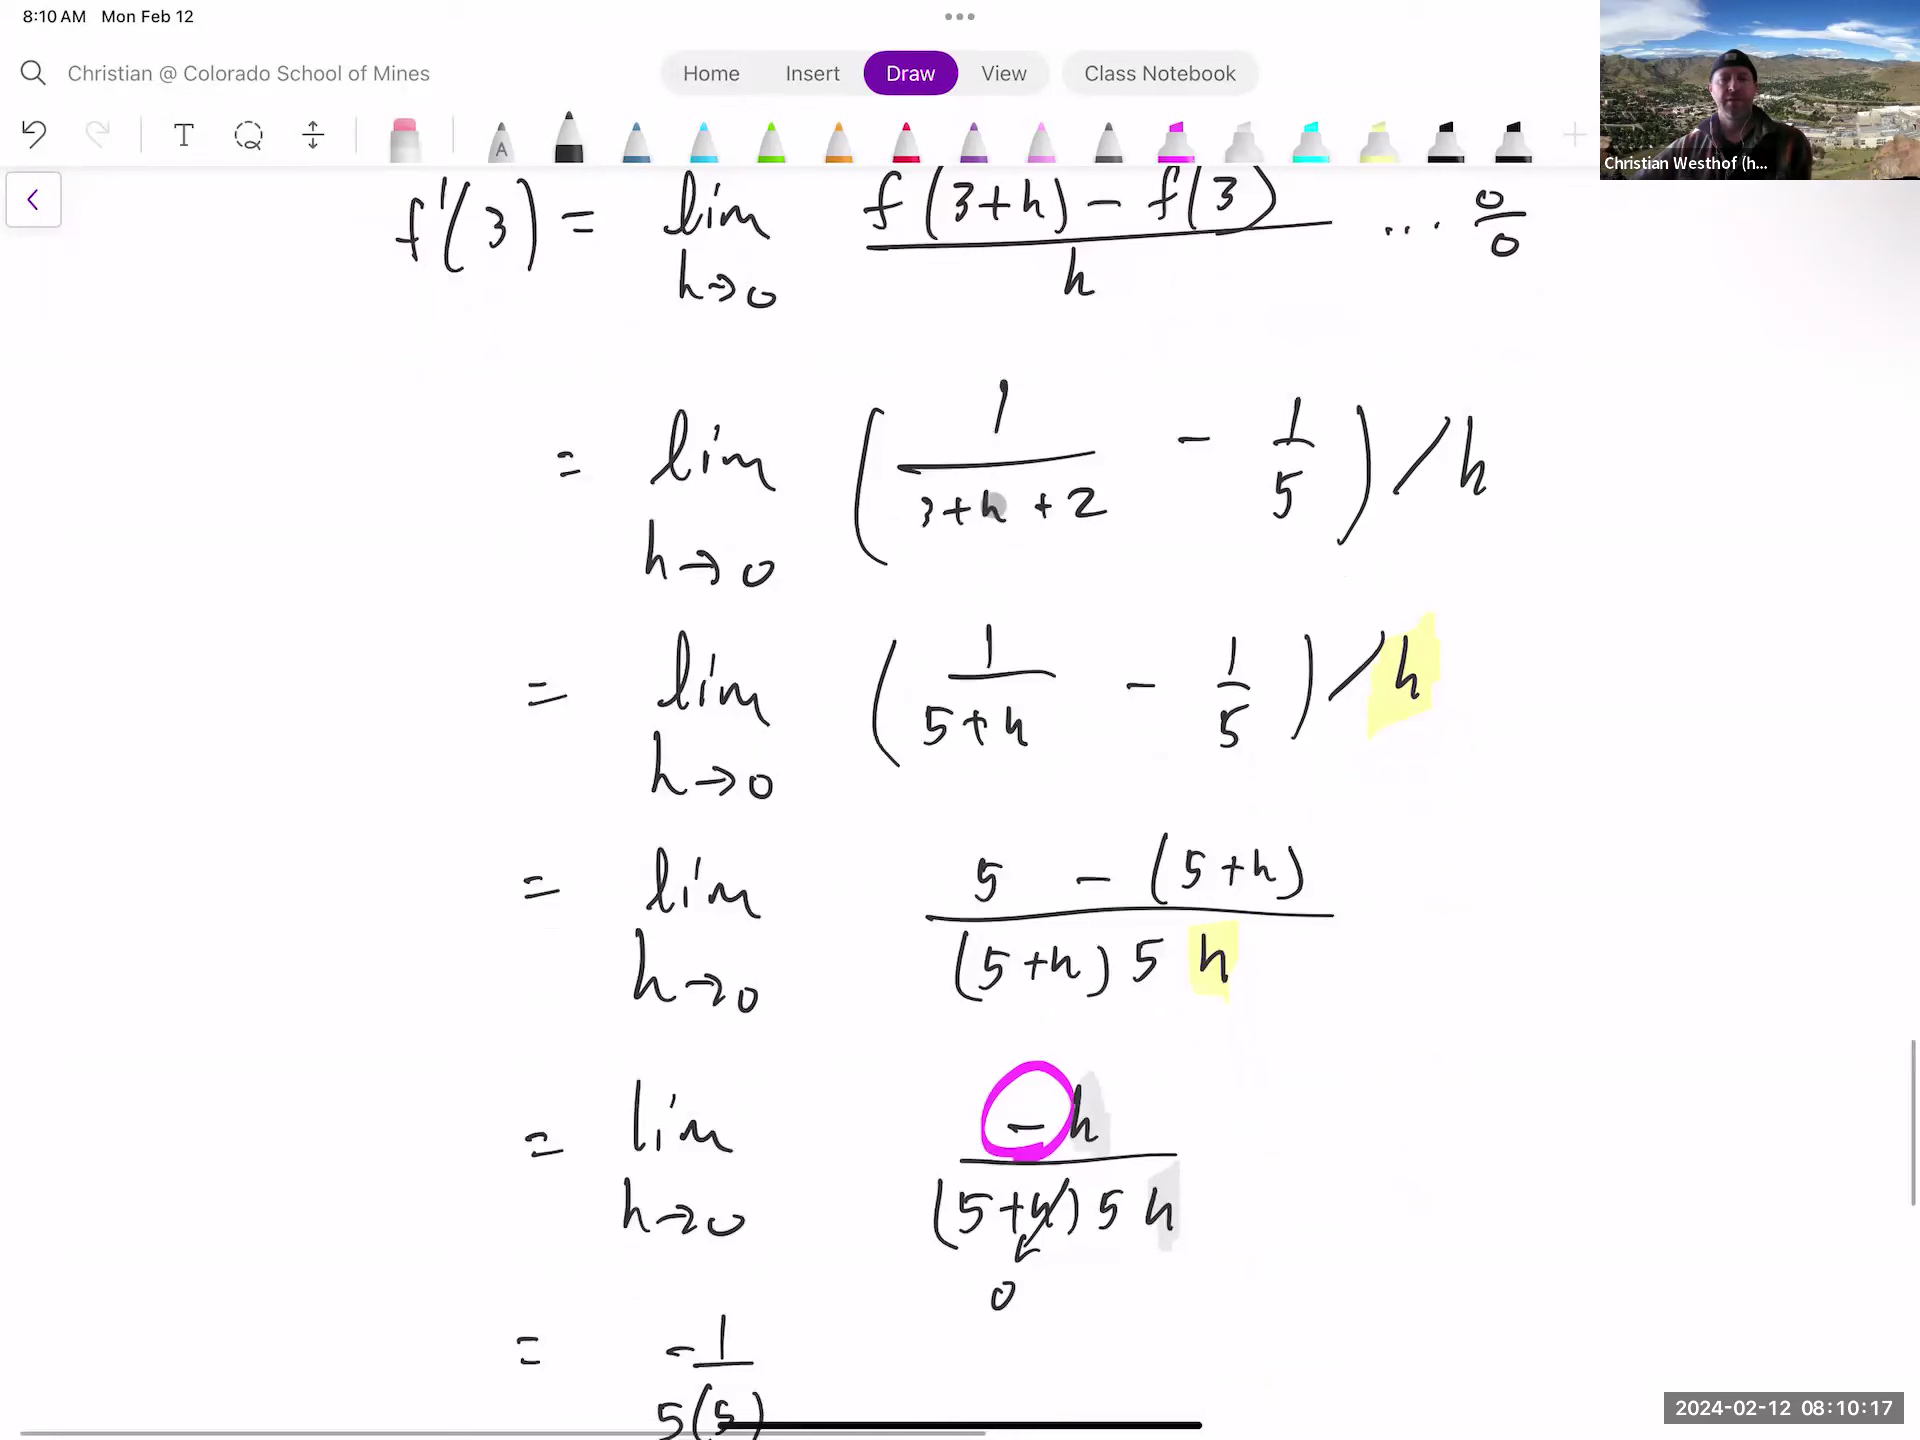 8:10 AM Mon Feb 12
Christian @ Colorado School of Mines
Home Insert Draw View Class Notebook
Christian Westhof (h...
T A
f'(3) = lim h→0 f(3+h) - f(3) / h ... 0/0
= lim h→0 ( 1/(3+h+2) - 1/5 ) / h
= lim h→0 ( 1/(5+h) - 1/5 ) / h
= lim h→0 5 - (5+h) / (5+h) 5 h
= lim h→0 -h / (5+h) 5 h
0
= -1 / 5(5)
2024-02-12 08:10:17